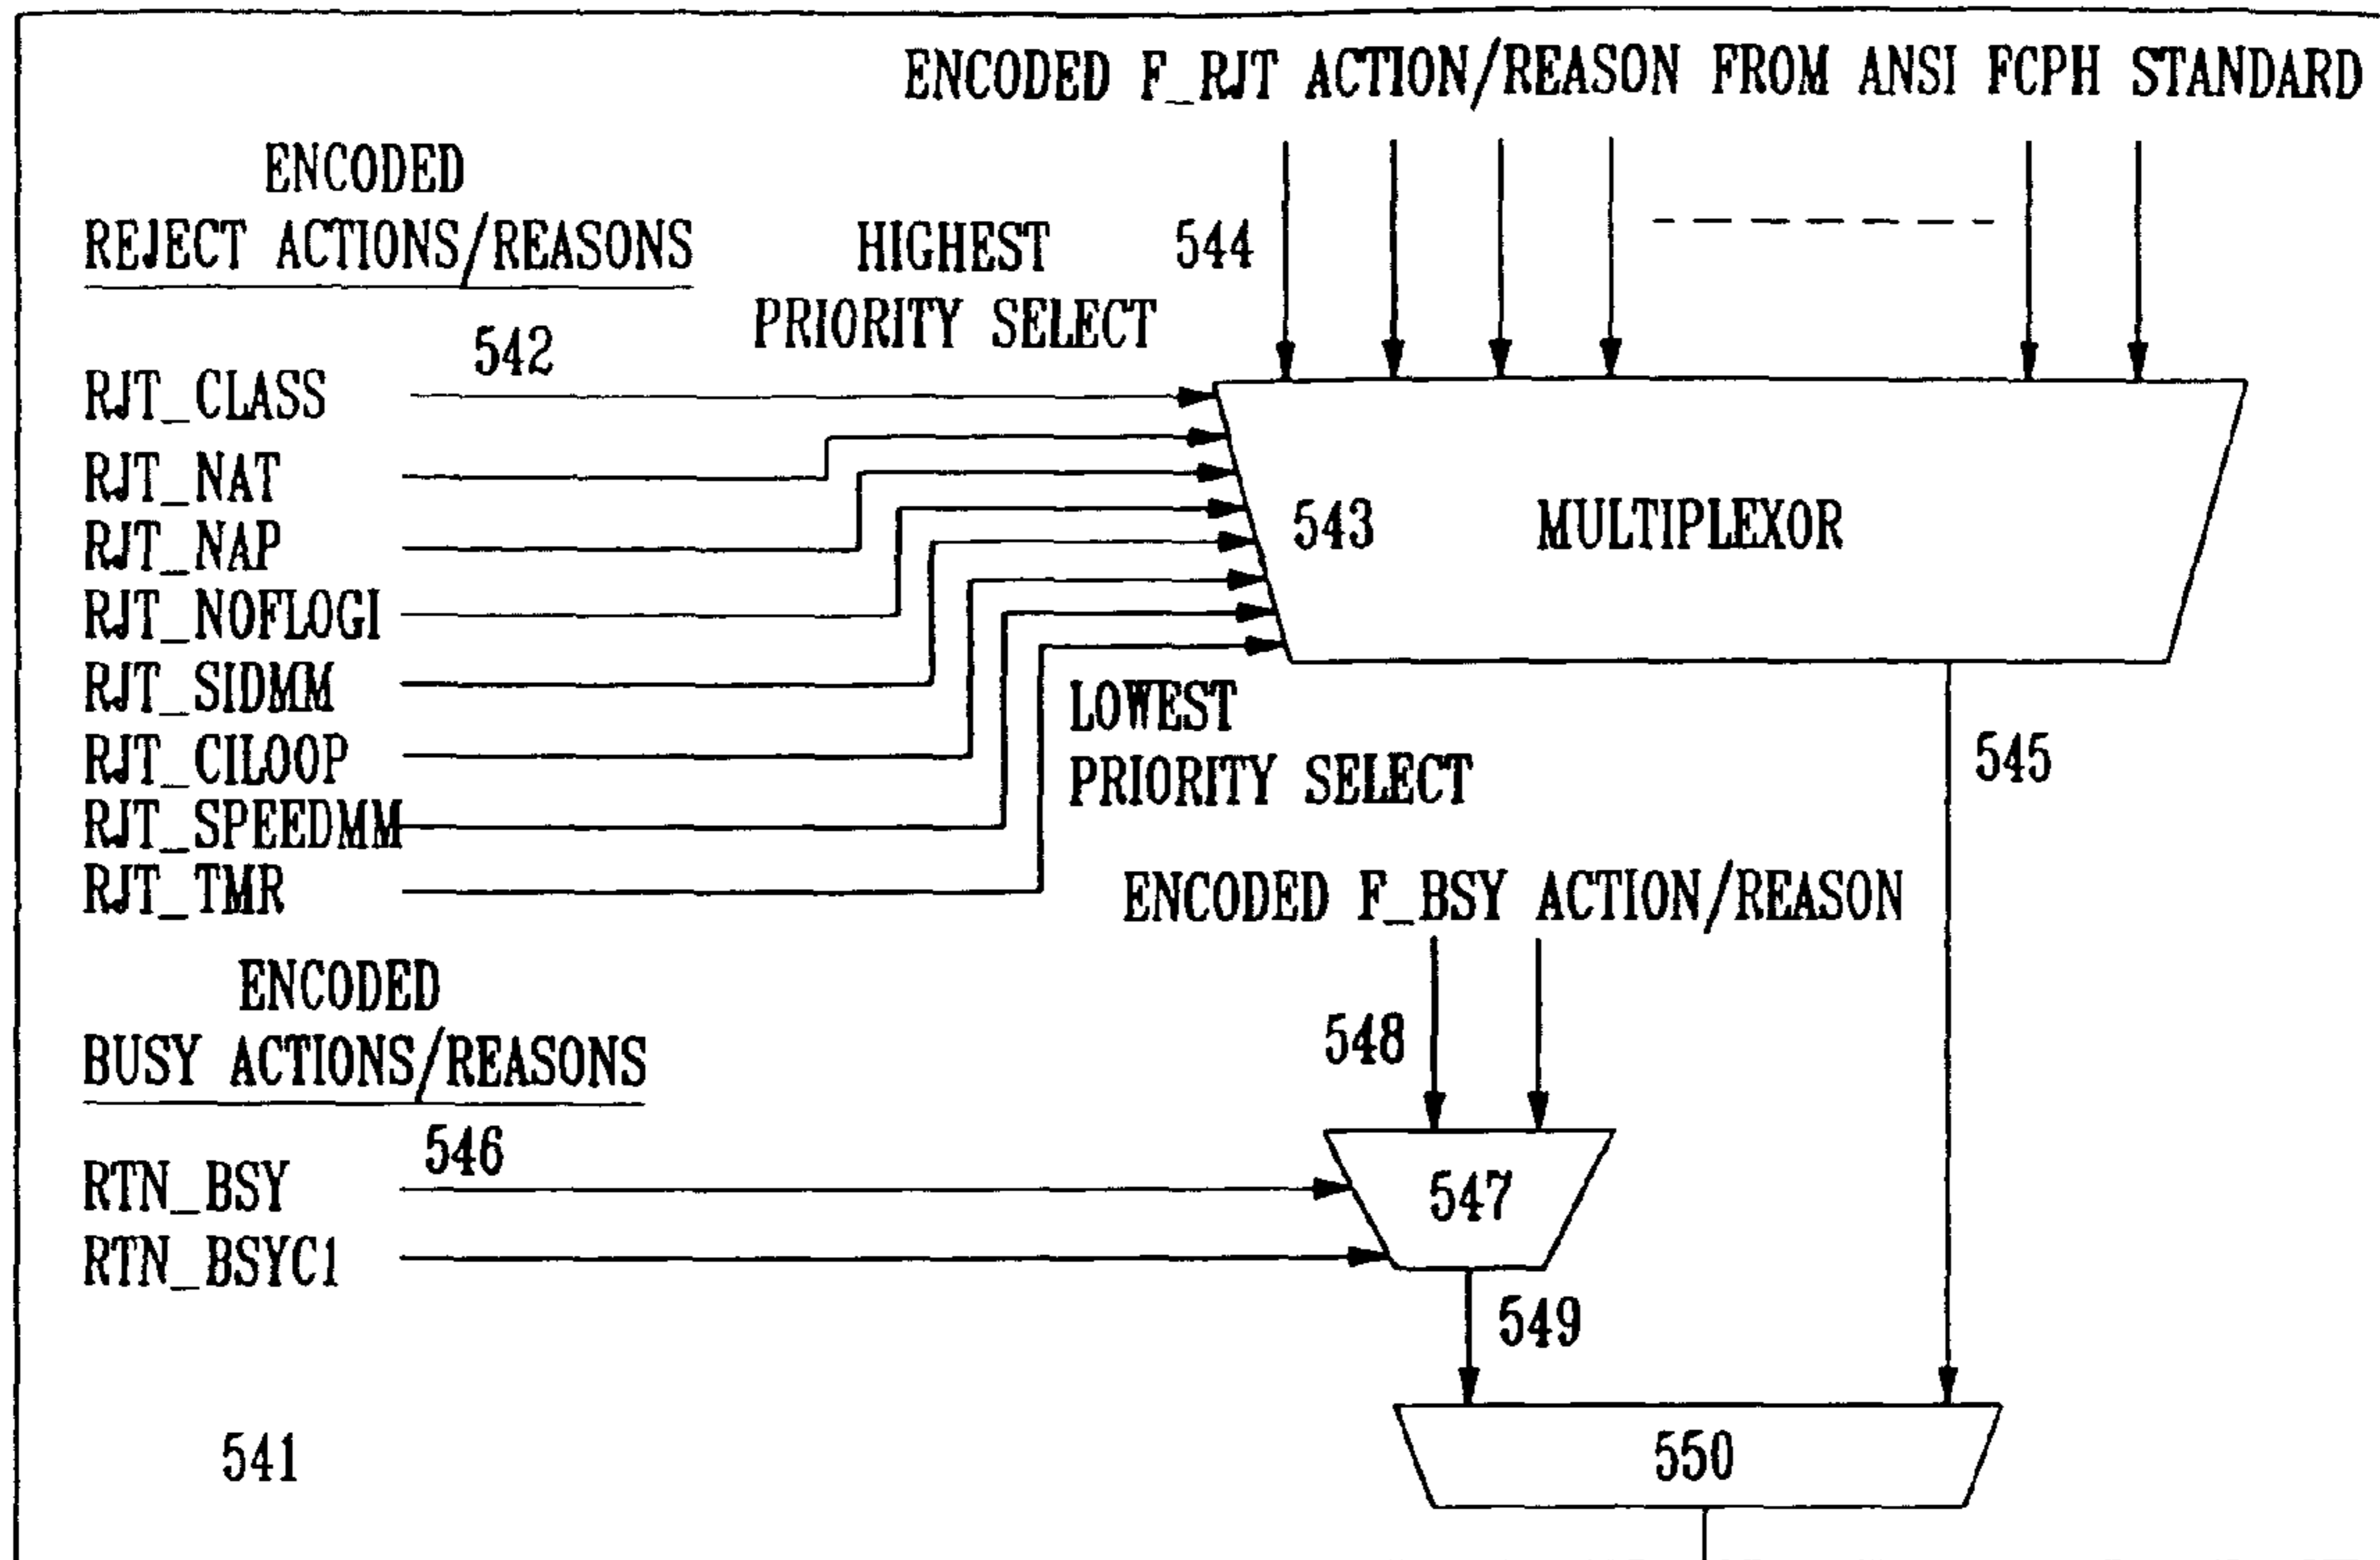 ENCODED F_RJT ACTION/REASON FROM ANSI FCPH STANDARD
ENCODED
REJECT ACTIONS/REASONS
HIGHEST
PRIORITY SELECT
544
542
RJT_CLASS
RJT_NAT
RJT_NAP
RJT_NOFLOGI
RJT_SIDMM
RJT_CILOOP
RJT_SPEEDMM
RJT_TMR
543
MULTIPLEXOR
LOWEST
PRIORITY SELECT
545
ENCODED F_BSY ACTION/REASON
ENCODED
BUSY ACTIONS/REASONS
548
546
RTN_BSY
RTN_BSYC1
547
549
541
550